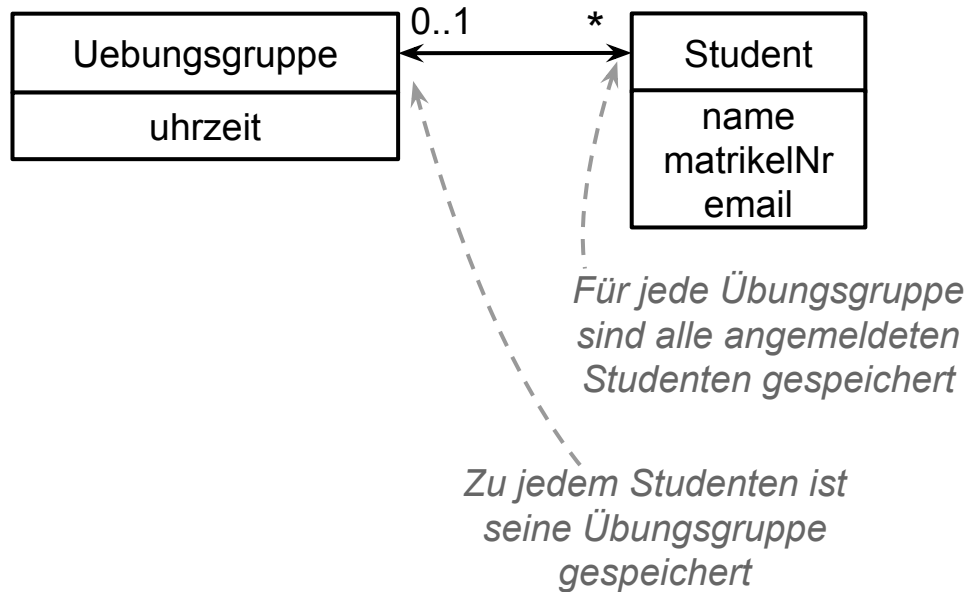 0..1
*
Uebungsgruppe
uhrzeit
Student
name
matrikelNr
email
Für jede Übungsgruppe
sind alle angemeldeten
Studenten gespeichert
Zu jedem Studenten ist
seine Übungsgruppe
gespeichert